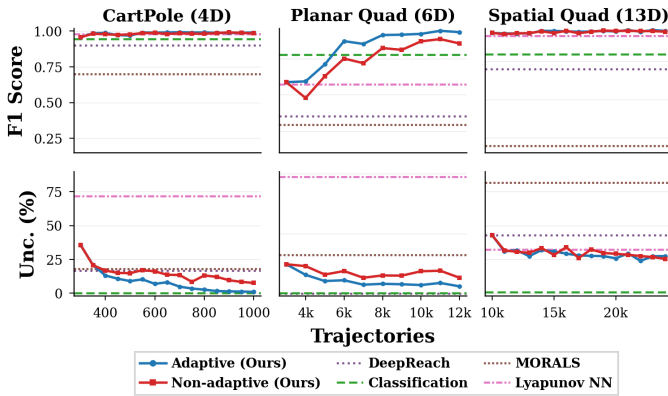 CartPole (4D) Planar Quad (6D) Spatial Quad (13D)
F1 Score
1.00
0.75
0.50
0.25
Unc. (%)
75
50
25
0
400 600 800 1000 4k 6k 8k 10k 12k 10k 15k 20k
Trajectories
Adaptive (Ours) DeepReach MORALS
Non-adaptive (Ours) Classification Lyapunov NN